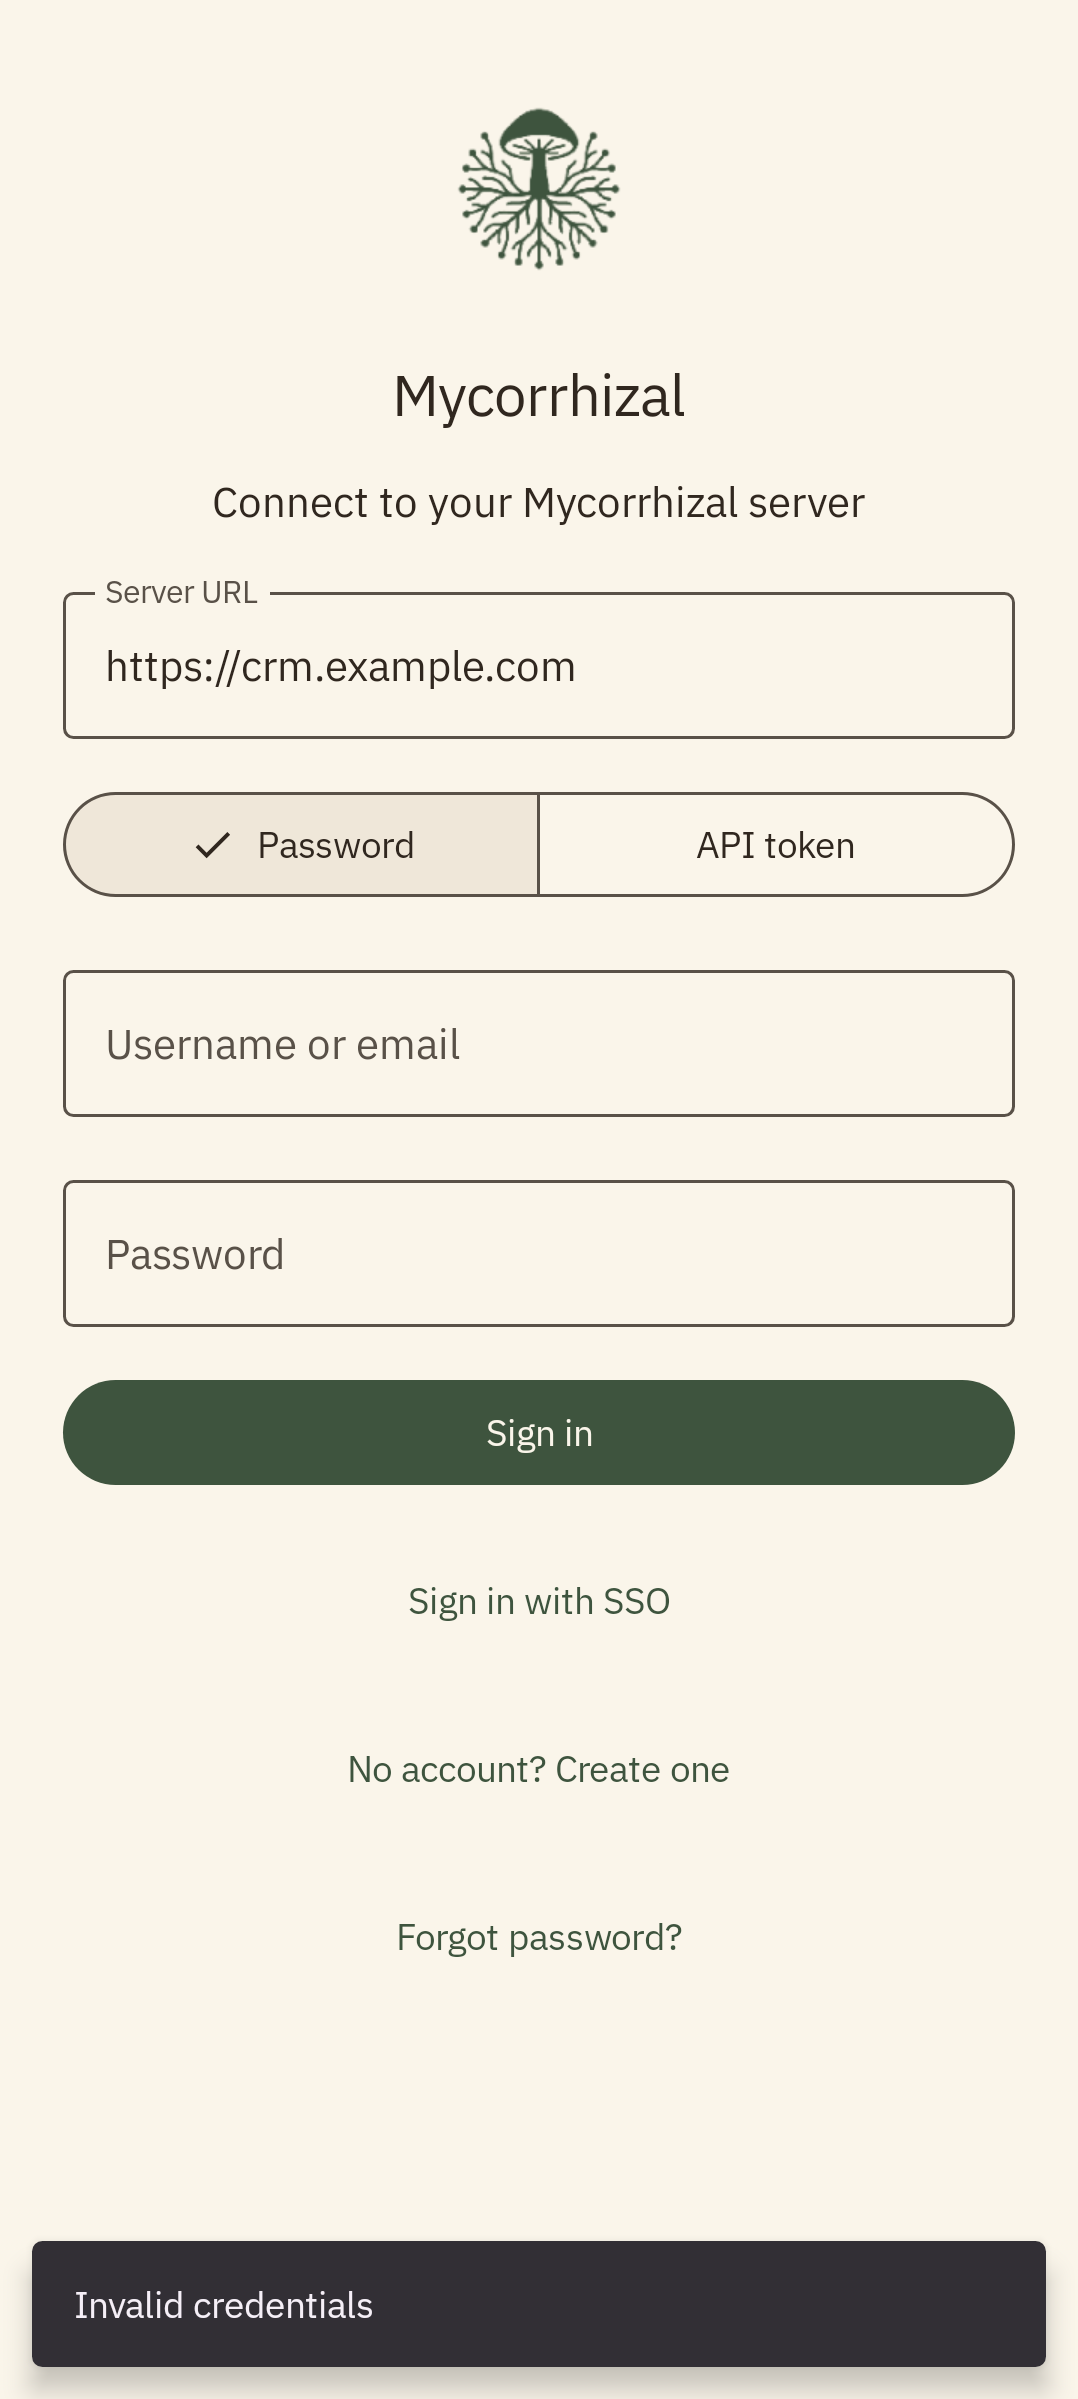 Mycorrhizal
Connect to your Mycorrhizal server
Server URL
https://crm.example.com
Password
API token
Username or email
Password
Sign in
Sign in with SSO
No account? Create one
Forgot password?
Invalid credentials